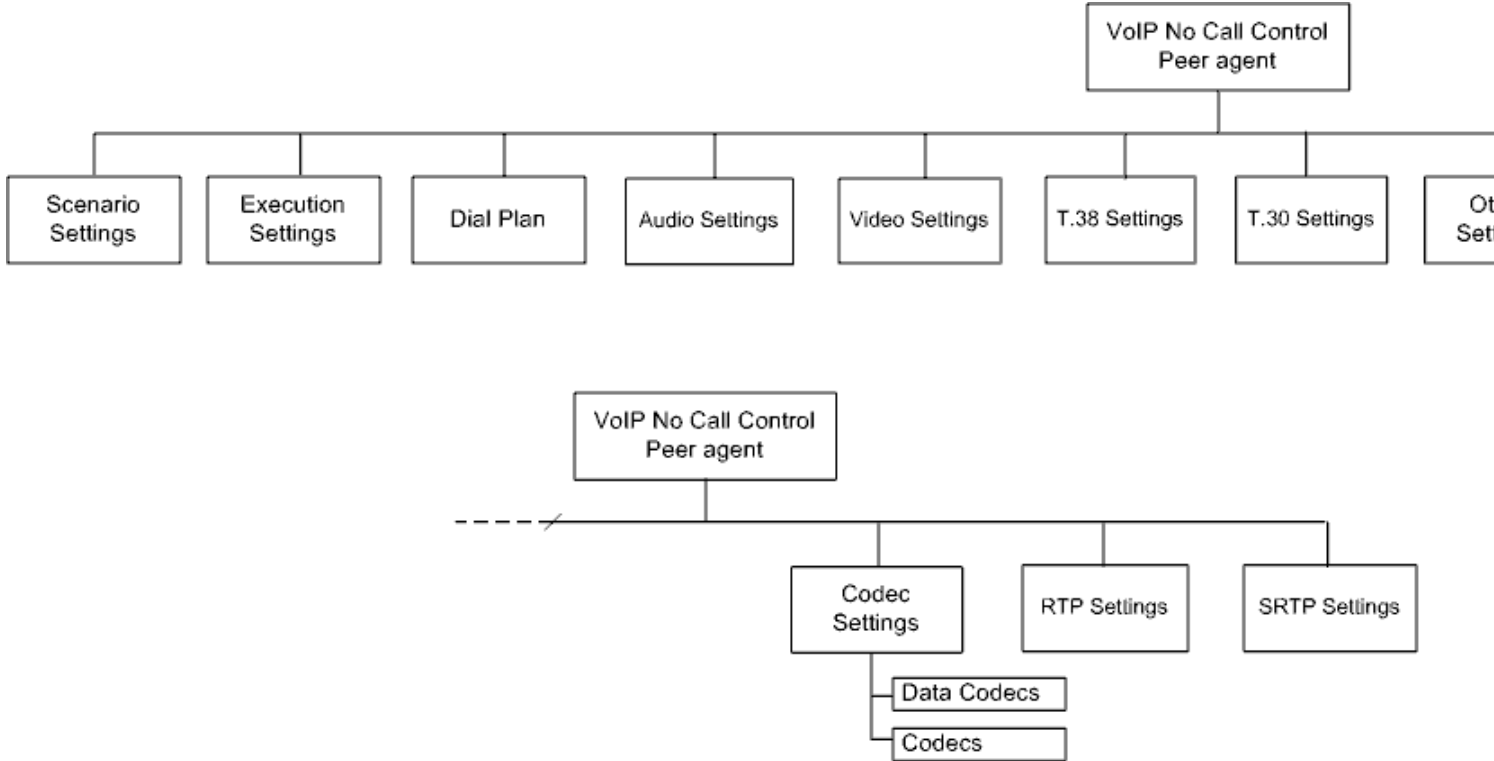 VoIP No Call Control
Peer agent
Scenario
Settings
Execution
Settings
Dial Plan
Audio Settings
Video Settings
T.38 Settings
T.30 Settings
VoIP No Call Control
Peer agent
Codec
Settings
RTP Settings
SRTP Settings
Data Codecs
Codecs